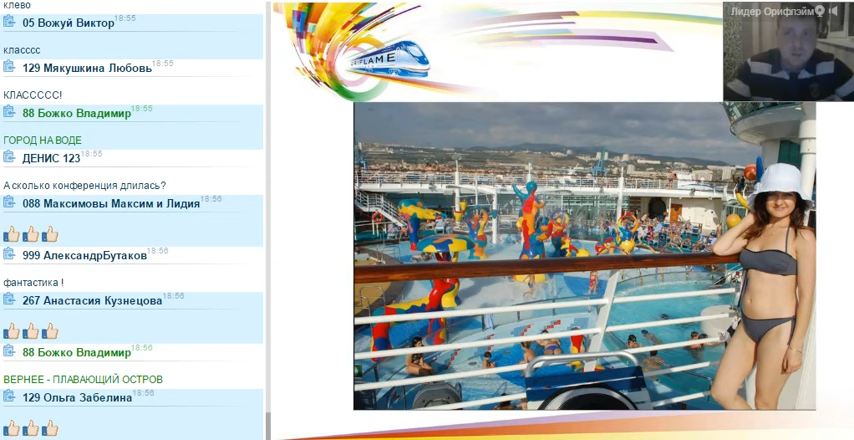 клево
05 Вожуй Виктор 18:55
класссс
129 Мякушкина Любовь 18:55
КЛАССССС!
88 Божко Владимир 18:55
ГОРОД НА ВОДЕ
ДЕНИС 123 18:55
А сколько конференция длилась?
088 Максимовы Максим и Лидия 18:56
999 АлександрБутаков 18:56
фантастика !
267 Анастасия Кузнецова 18:56
88 Божко Владимир 18:56
ВЕРНЕЕ - ПЛАВАЮЩИЙ ОСТРОВ
129 Ольга Забелина 18:56
ORIFLAME
Лидер Орифлэйм